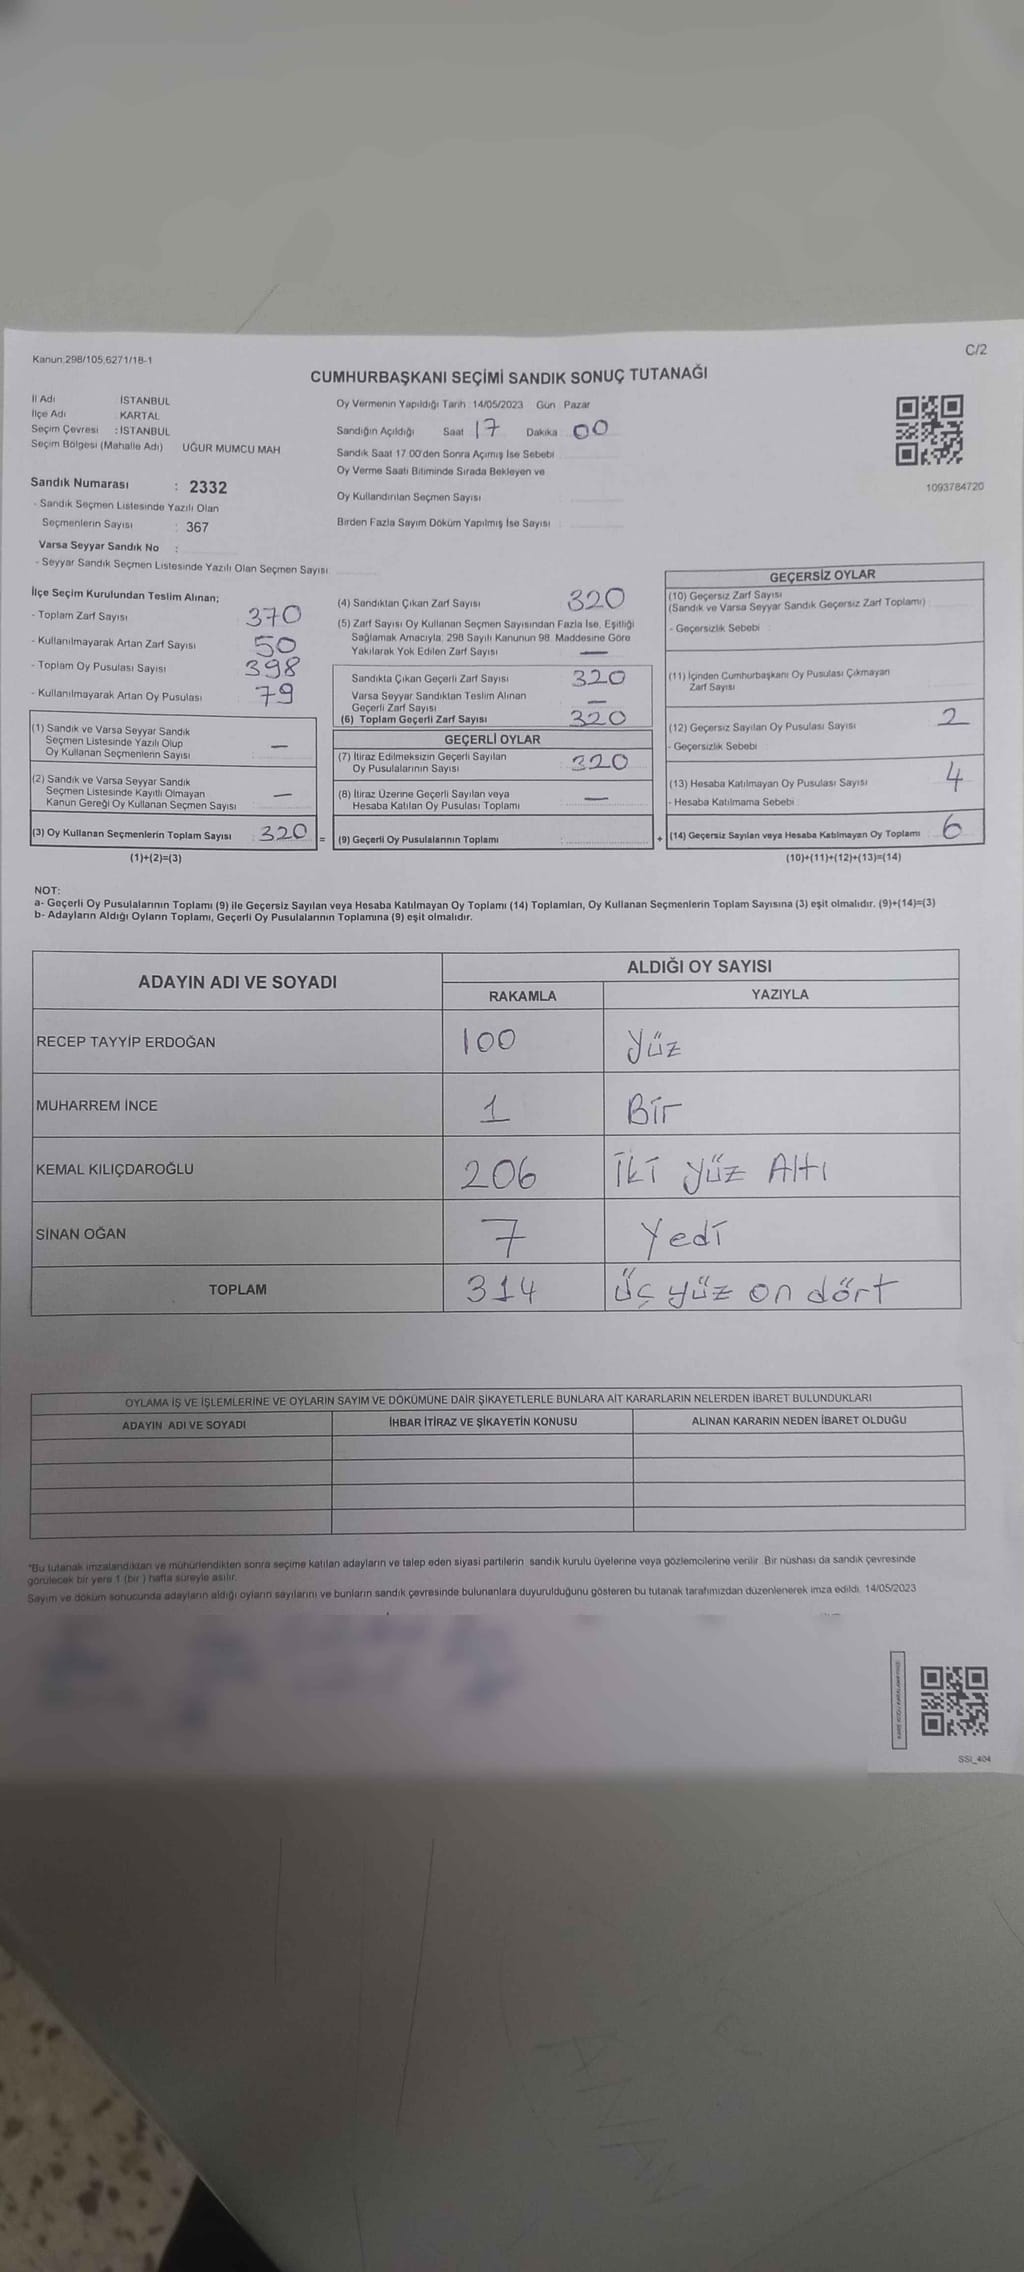 Kanun:298/105,6271/18-1
C/2
CUMHURBAŞKANI SEÇİMİ SANDIK SONUÇ TUTANAĞI
İl Adı İSTANBUL
İlçe Adı KARTAL
Seçim Çevresi : İSTANBUL
Seçim Bölgesi (Mahalle Adı) UĞUR MUMCU MAH
Sandık Numarası : 2332
- Sandık Seçmen Listesinde Yazılı Olan
Seçmenlerin Sayısı : 367
Varsa Seyyar Sandık No :
- Seyyar Sandık Seçmen Listesinde Yazılı Olan Seçmen Sayısı
Oy Vermenin Yapıldığı Tarih : 14/05/2023 Gün : Pazar
Sandığın Açıldığı Saat 17 Dakika 00
Sandık Saat 17.00'den Sonra Açımış İse Sebebi
Oy Verme Saati Bitiminde Sırada Bekleyen ve
Oy Kullandırılan Seçmen Sayısı
Birden Fazla Sayım Döküm Yapılmış İse Sayısı
1093784720
İlçe Seçim Kurulundan Teslim Alınan;
- Toplam Zarf Sayısı 370
- Kullanılmayarak Artan Zarf Sayısı 50
- Toplam Oy Pusulası Sayısı 398
- Kullanılmayarak Artan Oy Pusulası 79
(1) Sandık ve Varsa Seyyar Sandık
Seçmen Listesinde Yazılı Olup
Oy Kullanan Seçmenlerin Sayısı —
(2) Sandık ve Varsa Seyyar Sandık
Seçmen Listesinde Kayıtlı Olmayan
Kanun Gereği Oy Kullanan Seçmen Sayısı —
(3) Oy Kullanan Seçmenlerin Toplam Sayısı : 320 =
(1)+(2)=(3)
(4) Sandıktan Çıkan Zarf Sayısı 320
(5) Zarf Sayısı Oy Kullanan Seçmen Sayısından Fazla İse, Eşitliği
Sağlamak Amacıyla; 298 Sayılı Kanunun 98. Maddesine Göre
Yakılarak Yok Edilen Zarf Sayısı —
Sandıkta Çıkan Geçerli Zarf Sayısı 320
Varsa Seyyar Sandıktan Teslim Alınan
Geçerli Zarf Sayısı —
(6) Toplam Geçerli Zarf Sayısı 320
GEÇERLİ OYLAR
(7) İtiraz Edilmeksizin Geçerli Sayılan
Oy Pusulalarının Sayısı 320
(8) İtiraz Üzerine Geçerli Sayılan veya
Hesaba Katılan Oy Pusulası Toplamı —
(9) Geçerli Oy Pusulalarının Toplamı : +
GEÇERSİZ OYLAR
(10) Geçersiz Zarf Sayısı
(Sandık ve Varsa Seyyar Sandık Geçersiz Zarf Toplamı)
- Geçersizlik Sebebi :
(11) İçinden Cumhurbaşkanı Oy Pusulası Çıkmayan
Zarf Sayısı
(12) Geçersiz Sayılan Oy Pusulası Sayısı 2
- Geçersizlik Sebebi
(13) Hesaba Katılmayan Oy Pusulası Sayısı 4
- Hesaba Katılmama Sebebi
(14) Geçersiz Sayılan veya Hesaba Katılmayan Oy Toplamı 6
(10)+(11)+(12)+(13)=(14)
NOT:
a- Geçerli Oy Pusulalarının Toplamı (9) ile Geçersiz Sayılan veya Hesaba Katılmayan Oy Toplamı (14) Toplamları, Oy Kullanan Seçmenlerin Toplam Sayısına (3) eşit olmalıdır. (9)+(14)=(3)
b- Adayların Aldığı Oyların Toplamı, Geçerli Oy Pusulalarının Toplamına (9) eşit olmalıdır.
ADAYIN ADI VE SOYADI ALDIĞI OY SAYISI
RAKAMLA YAZIYLA
RECEP TAYYİP ERDOĞAN 100 Yüz
MUHARREM İNCE 1 Bir
KEMAL KILIÇDAROĞLU 206 İki yüz Altı
SİNAN OĞAN 7 Yedi
TOPLAM 314 üç yüz on dört
OYLAMA İŞ VE İŞLEMLERİNE VE OYLARIN SAYIM VE DÖKÜMÜNE DAİR ŞİKAYETLERLE BUNLARA AİT KARARLARIN NELERDEN İBARET BULUNDUKLARI
ADAYIN ADI VE SOYADI İHBAR İTİRAZ VE ŞİKAYETİN KONUSU ALINAN KARARIN NEDEN İBARET OLDUĞU
*Bu tutanak imzalandıktan ve mühürlendikten sonra seçime katılan adayların ve talep eden siyasi partilerin sandık kurulu üyelerine veya gözlemcilerine verilir. Bir nüshası da sandık çevresinde
görülecek bir yere 1 (bir) hafta süreyle asılır.
Sayım ve döküm sonucunda adayların aldığı oyların sayılarını ve bunların sandık çevresinde bulunanlara duyurulduğunu gösteren bu tutanak tarafımızdan düzenlenerek imza edildi. 14/05/2023
SSI_404